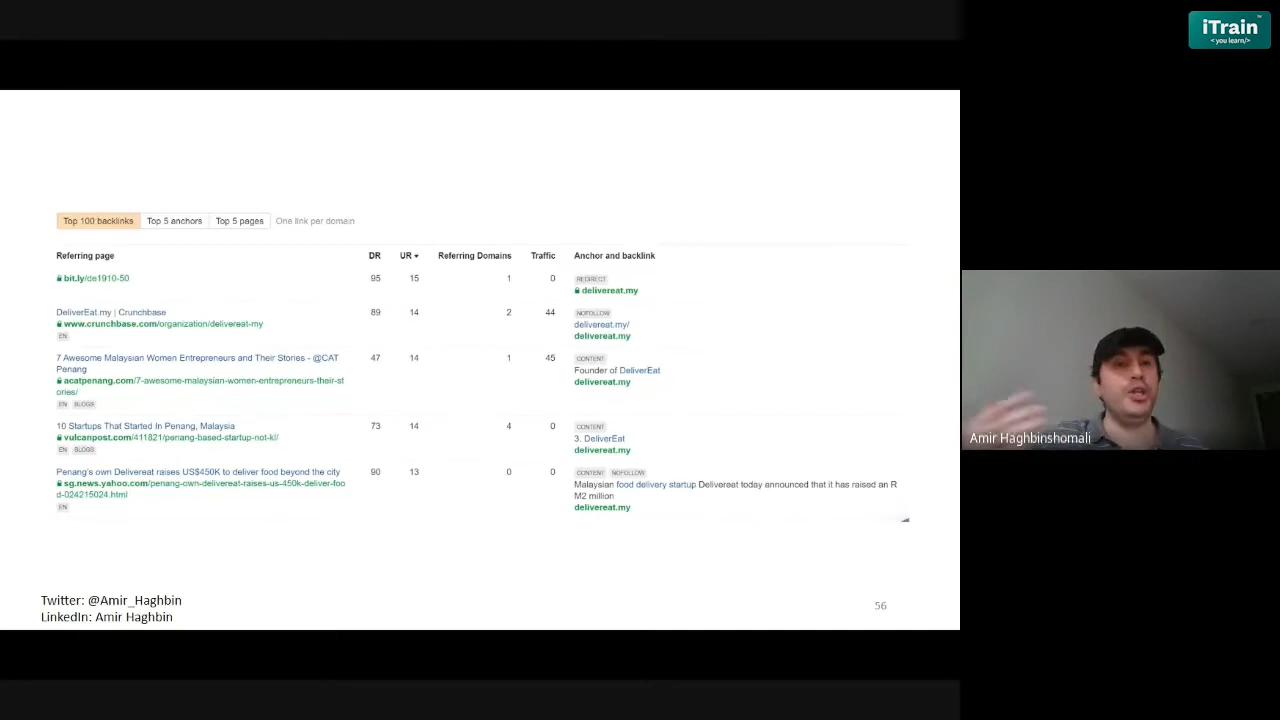 iTrain
< you learn/>
Top 100 backlinks Top 5 anchors Top 5 pages One link per domain
Referring page DR UR Referring Domains Traffic Anchor and backlink
bit.ly/de1910-50 95 15 1 0 REDIRECT
delivereat.my
DeliverEat.my | Crunchbase 89 14 2 44 NOFOLLOW
www.crunchbase.com/organization/delivereat-my delivereat.my/
EN delivereat.my
7 Awesome Malaysian Women Entrepreneurs and Their Stories - @CAT 47 14 1 45 CONTENT
Penang Founder of DeliverEat
acatpenang.com/7-awesome-malaysian-women-entrepreneurs-their-st delivereat.my
ories/
EN BLOGS
10 Startups That Started In Penang, Malaysia 73 14 4 0 CONTENT
vulcanpost.com/411821/penang-based-startup-not-kl/ 3. DeliverEat
EN BLOGS delivereat.my
Penang's own Delivereat raises US$450K to deliver food beyond the city 90 13 0 0 CONTENT NOFOLLOW
sg.news.yahoo.com/penang-own-delivereat-raises-us-450k-deliver-foo Malaysian food delivery startup Delivereat today announced that it has raised an R
d-024215024.html M2 million
EN delivereat.my
Amir Haghbinshomali
Twitter: @Amir_Haghbin
LinkedIn: Amir Haghbin
56